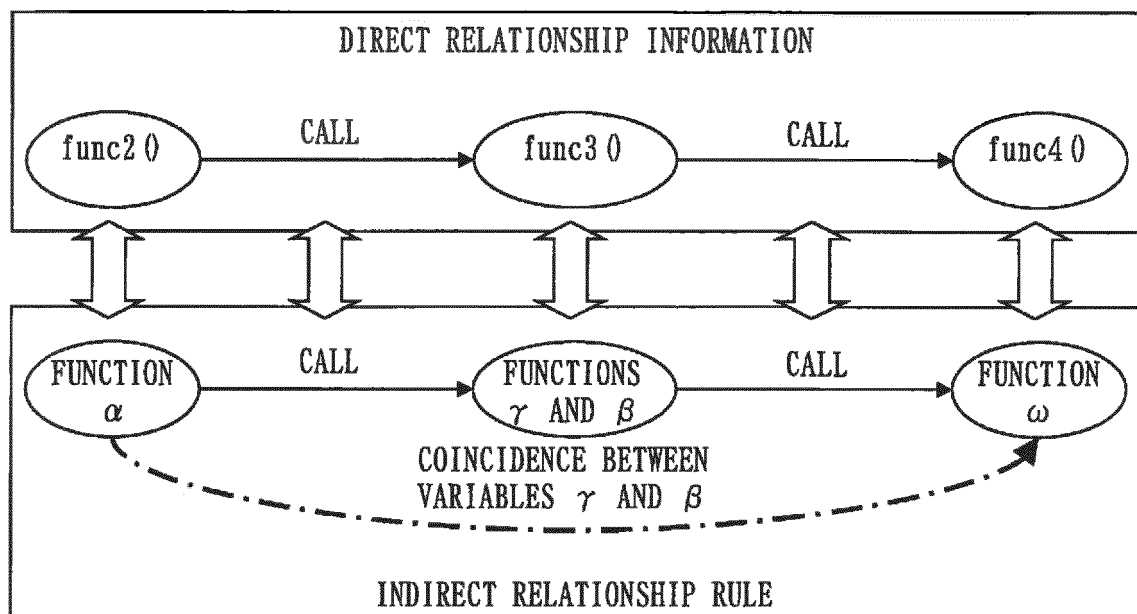 DIRECT RELATIONSHIP INFORMATION
CALL
CALL
func2()
func3()
func4()
CALL
CALL
FUNCTION
α
FUNCTIONS
γ AND β
FUNCTION
ω
COINCIDENCE BETWEEN
VARIABLES γ AND β
INDIRECT RELATIONSHIP RULE